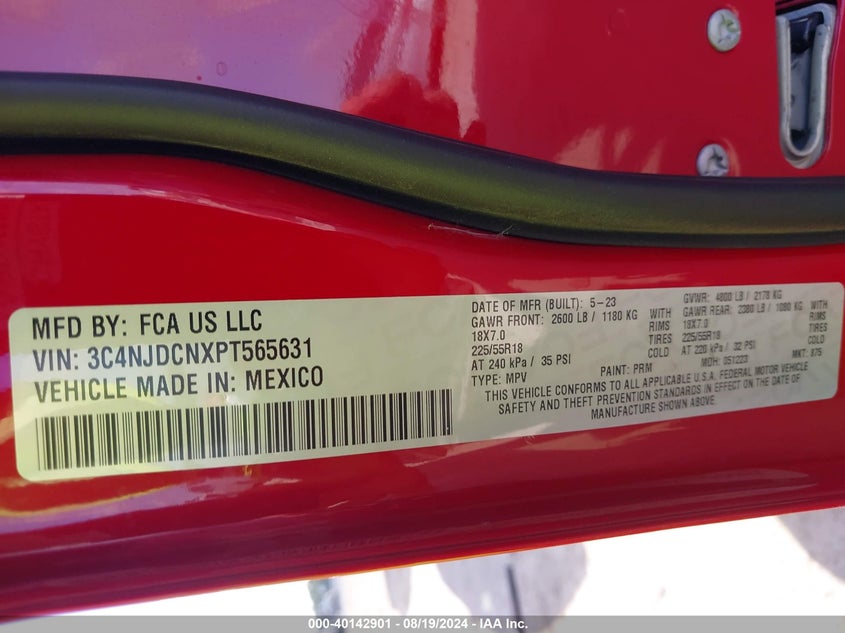 MFD BY: FCA US LLC
VIN: 3C4NJDCNXPT565631
VEHICLE MADE IN: MEXICO
DATE OF MFR (BUILT): 5-23 GVWR: 4800 LB / 2178 KG
GAWR FRONT: 2600 LB / 1180 KG WITH GAWR REAR: 2380 LB / 1080 KG WITH
18X7.0 RIMS 18X7.0 RIMS
225/55R18 TIRES 225/55R18 TIRES
AT 240 kPa / 35 PSI COLD AT 220 kPa / 32 PSI COLD
TYPE: MPV PAINT: PRM MDH: 051223 MKT: 875
THIS VEHICLE CONFORMS TO ALL APPLICABLE U.S.A. FEDERAL MOTOR VEHICLE
SAFETY AND THEFT PREVENTION STANDARDS IN EFFECT ON THE DATE OF
MANUFACTURE SHOWN ABOVE.
000-40142901 - 08/19/2024 - IAA Inc.